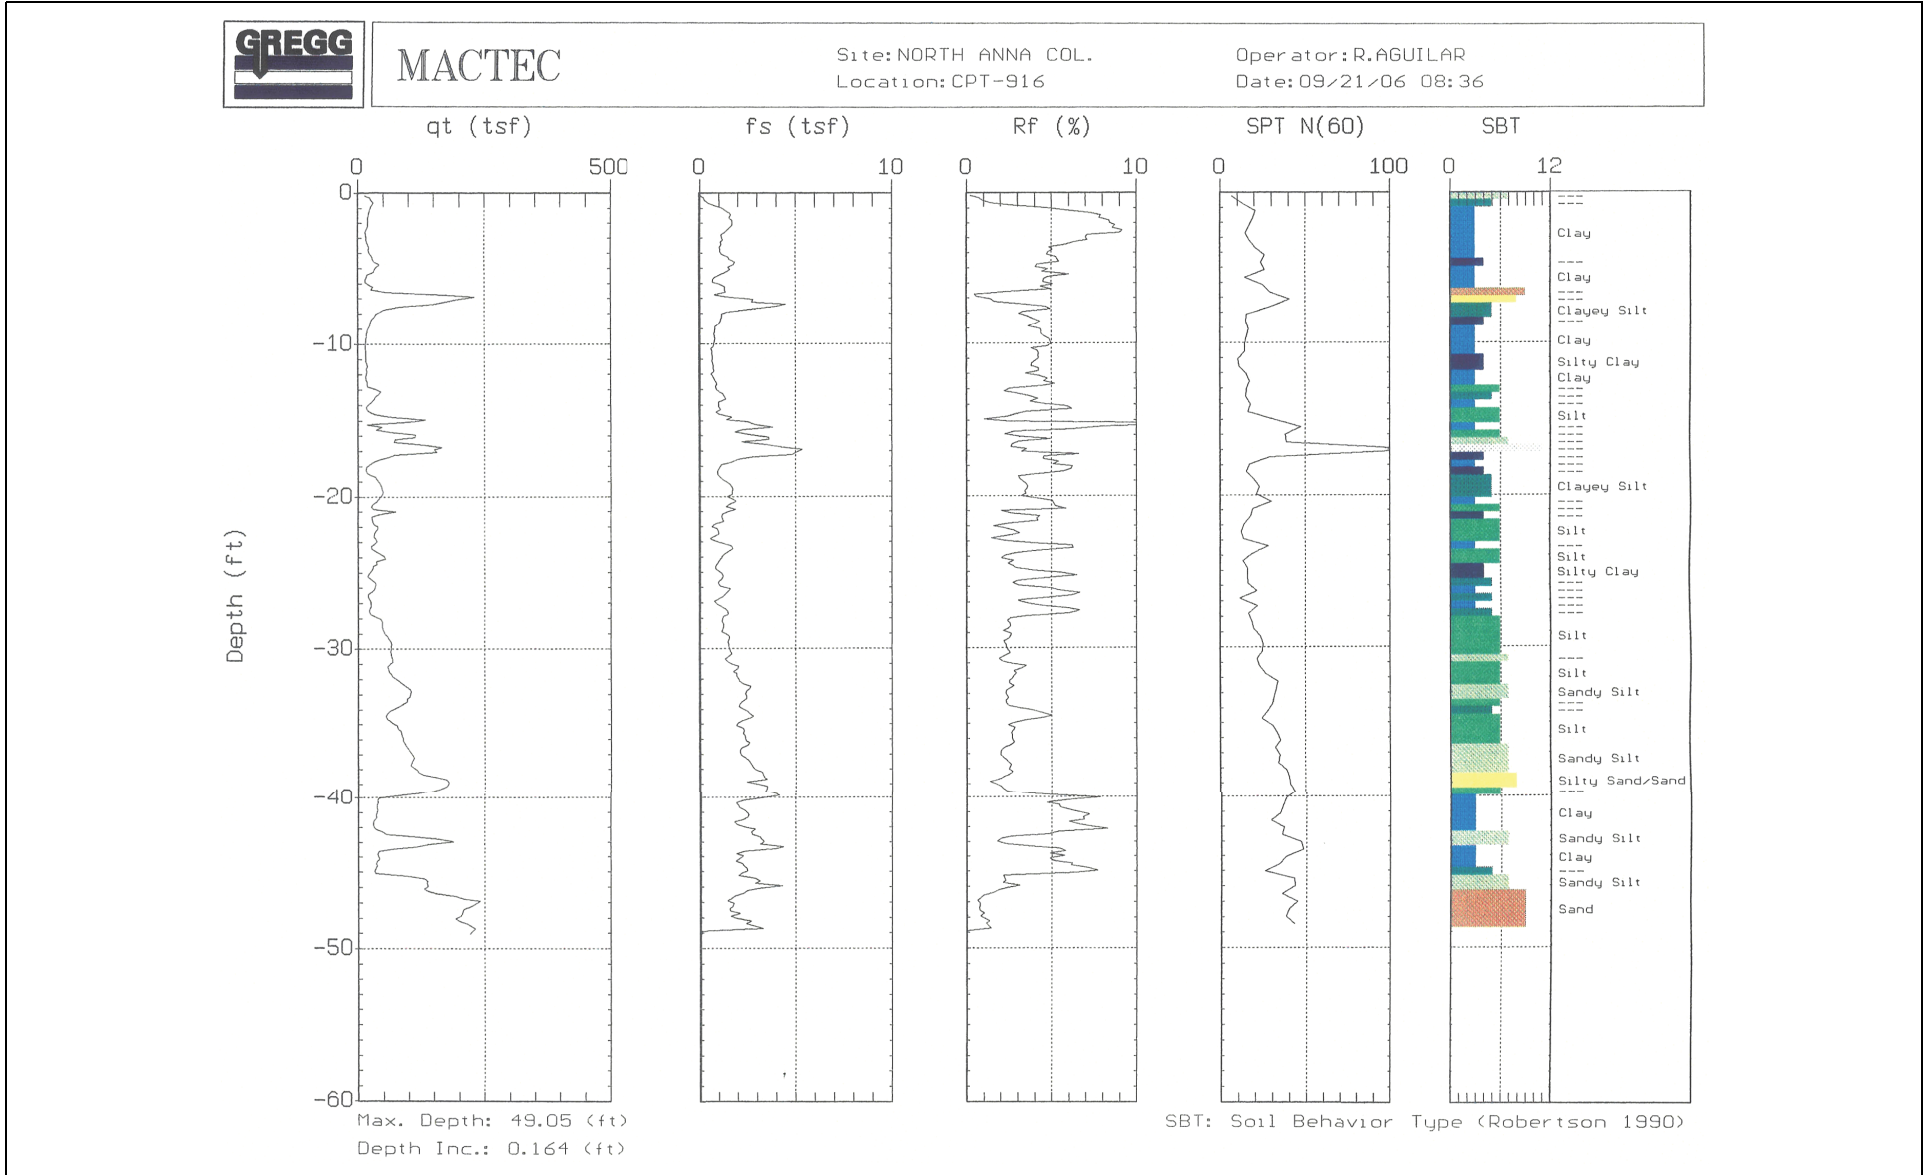 GREGG
MACTEC
Site:NORTH ANNA COL.
Location:CPT-916
Operator:R.AGUILAR
Date:09/21/06 08:36
qt (tsf)
fs (tsf)
Rf (%)
SPT N(60)
SBT
0 500 0 10 0 10 0 100 0 12
0
-10
-20
-30
-40
-50
-60
Depth (ft)
---
---
Clay
---
Clay
---
---
Clayey Silt
---
Clay
Silty Clay
Clay
---
---
---
Silt
---
---
---
---
---
---
---
Clayey Silt
---
---
---
Silt
---
Silt
Silty Clay
---
---
---
---
---
Silt
---
Silt
Sandy Silt
---
---
Silt
Sandy Silt
Silty Sand/Sand
---
Clay
Sandy Silt
Clay
---
Sandy Silt
Sand
Max. Depth: 49.05 (ft)
Depth Inc.: 0.164 (ft)
SBT: Soil Behavior Type (Robertson 1990)